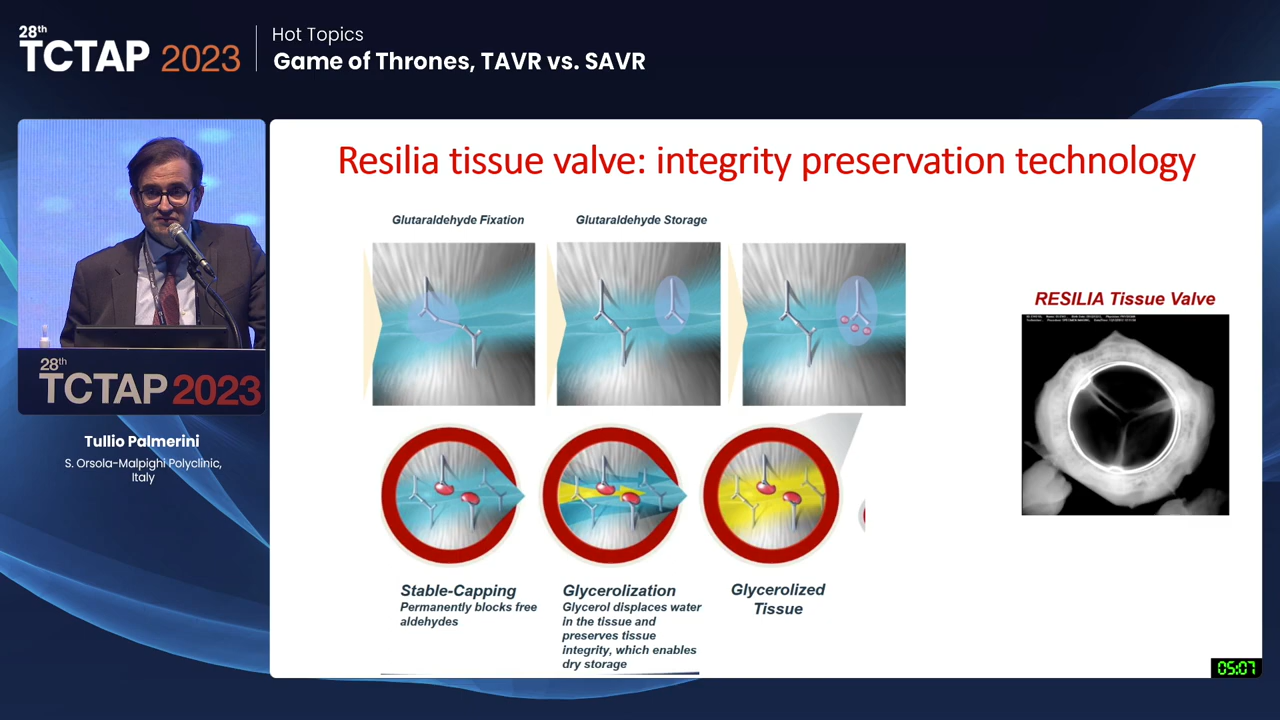 28th
TCTAP 2023
Hot Topics
Game of Thrones, TAVR vs. SAVR
28th
TCTAP 2023
Tullio Palmerini
S. Orsola-Malpighi Polyclinic,
Italy
Resilia tissue valve: integrity preservation technology
Glutaraldehyde Fixation
Glutaraldehyde Storage
RESILIA Tissue Valve
Stable-Capping
Permanently blocks free
aldehydes
Glycerolization
Glycerol displaces water
in the tissue and
preserves tissue
integrity, which enables
dry storage
Glycerolized
Tissue
05:07